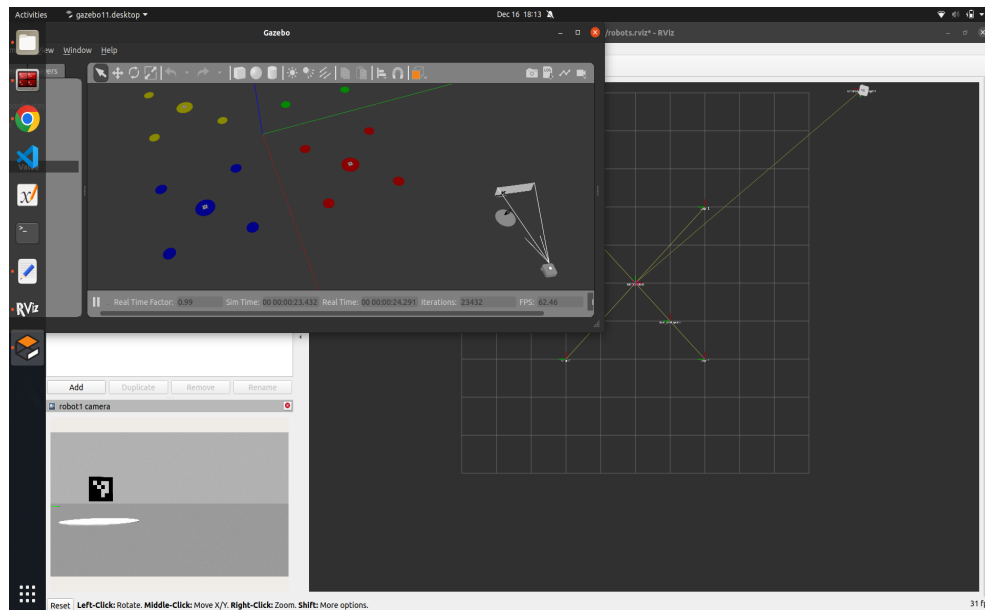 Activities
gazebo11.desktop
Dec 16 18:13
Gazebo
/robots.rviz* - RViz
ew Window Help
ers
Real Time Factor: 0.99 Sim Time: 00 00:00:23.432 Real Time: 00 00:00:24.291 Iterations: 23432 FPS: 62.46
RViz
Add Duplicate Remove Rename
robot1 camera
Reset Left-Click: Rotate. Middle-Click: Move X/Y. Right-Click: Zoom. Shift: More options.
31 f